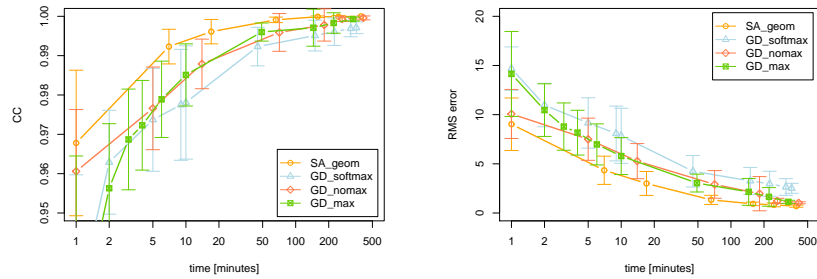 1.00
0.99
0.98
0.97
0.96
0.95
CC
SA_geom
GD_softmax
GD_nomax
GD_max
1 2 5 10 20 50 100 200 500
time [minutes]
20
15
10
5
0
RMS error
SA_geom
GD_softmax
GD_nomax
GD_max
1 2 5 10 20 50 100 200 500
time [minutes]